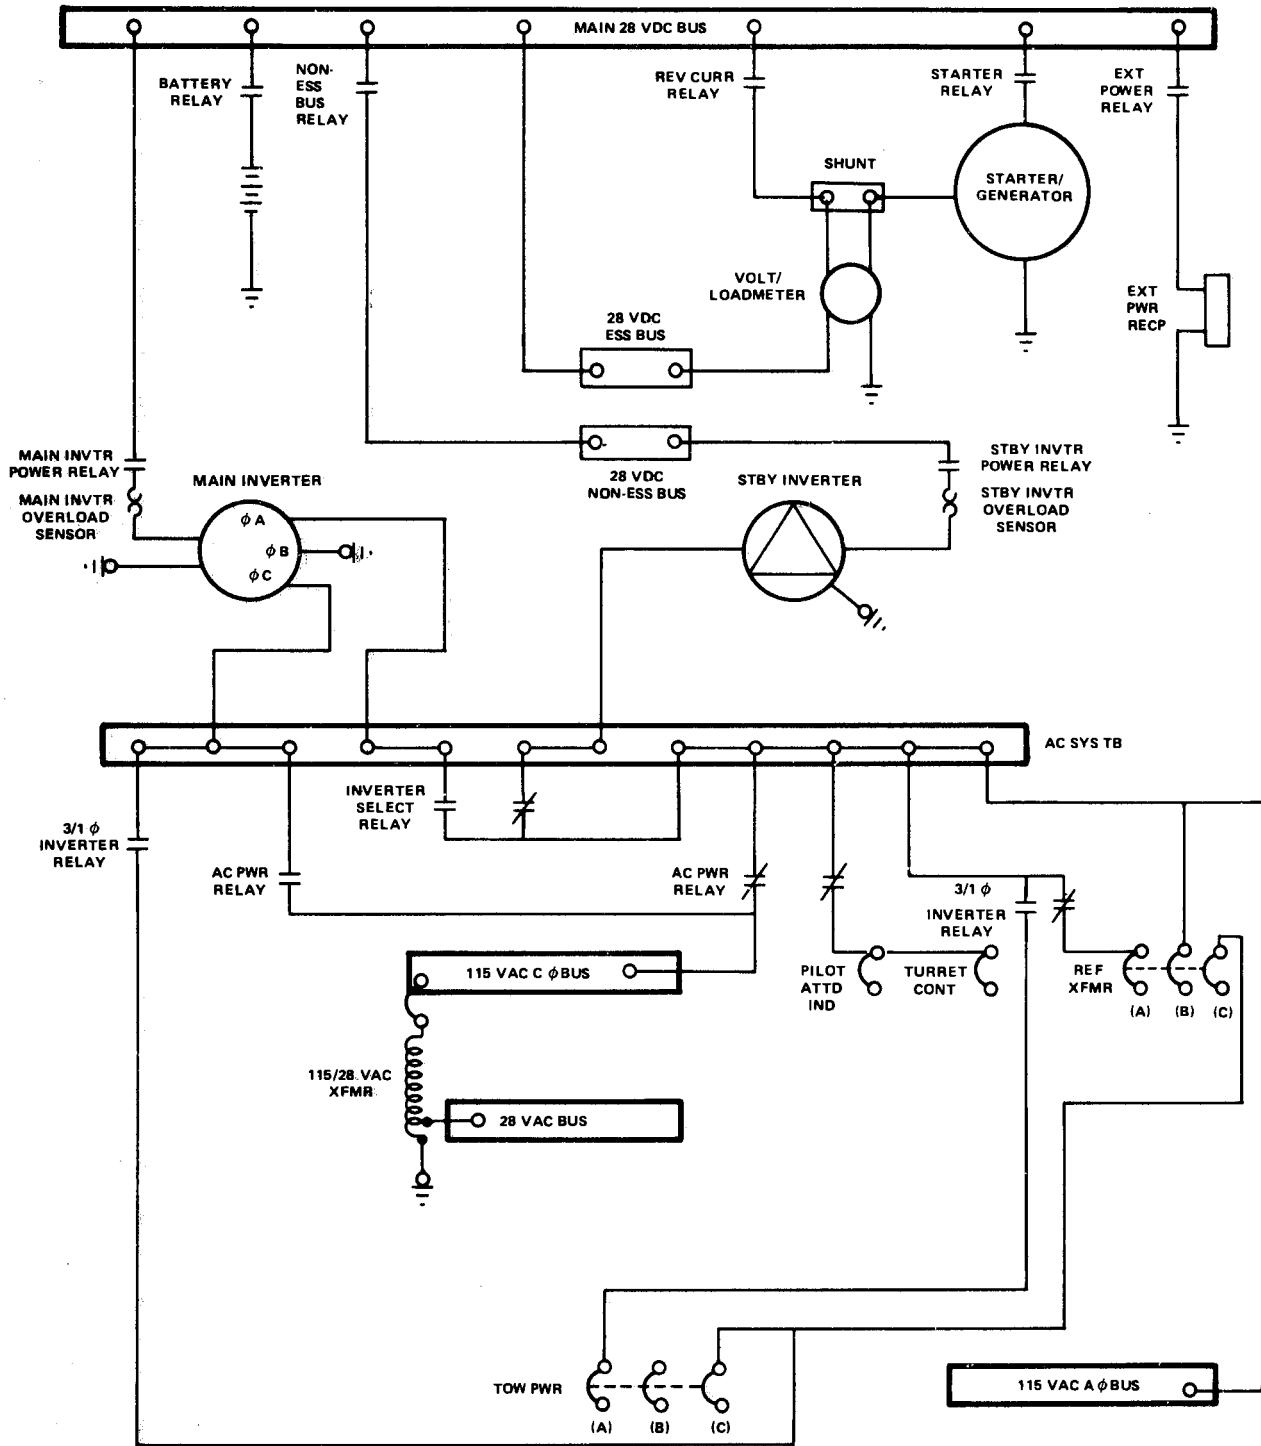 MAIN 28 VDC BUS
BATTERY
RELAY
NON-
ESS
BUS
RELAY
REV CURR
RELAY
STARTER
RELAY
EXT
POWER
RELAY
SHUNT
STARTER/
GENERATOR
VOLT/
LOADMETER
EXT
PWR
RECP
28 VDC
ESS BUS
MAIN INVTR
POWER RELAY
MAIN INVTR
OVERLOAD
SENSOR
MAIN INVERTER
φ A
φ B
φ C
28 VDC
NON-ESS BUS
STBY INVERTER
STBY INVTR
POWER RELAY
STBY INVTR
OVERLOAD
SENSOR
AC SYS TB
3/1 φ
INVERTER
RELAY
INVERTER
SELECT
RELAY
AC PWR
RELAY
AC PWR
RELAY
3/1 φ
INVERTER
RELAY
115 VAC C φ BUS
PILOT
ATTD
IND
TURRET
CONT
REF
XFMR
(A)
(B)
(C)
115/28 VAC
XFMR
28 VAC BUS
TOW PWR
(A)
(B)
(C)
115 VAC A φ BUS